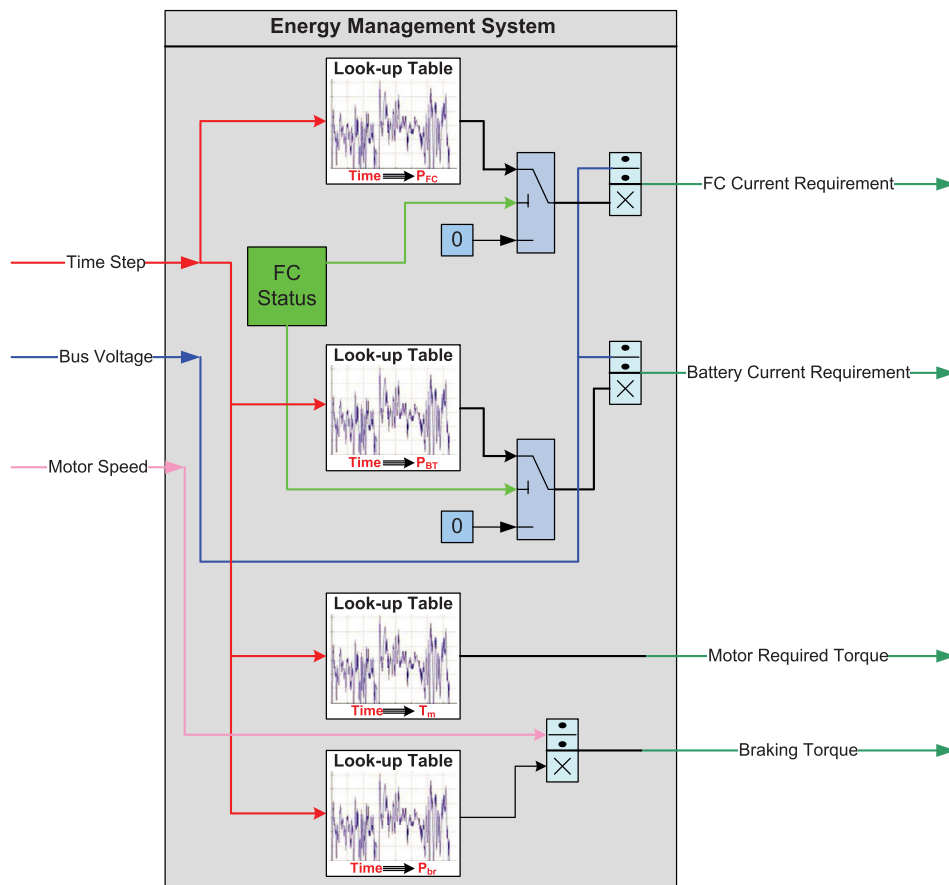 Energy Management System
Look-up Table
Time P_FC
FC Current Requirement
0
Time Step
FC
Status
Bus Voltage
Look-up Table
Time P_BT
Battery Current Requirement
Motor Speed
0
Look-up Table
Time T_m
Motor Required Torque
Braking Torque
Look-up Table
Time P_br